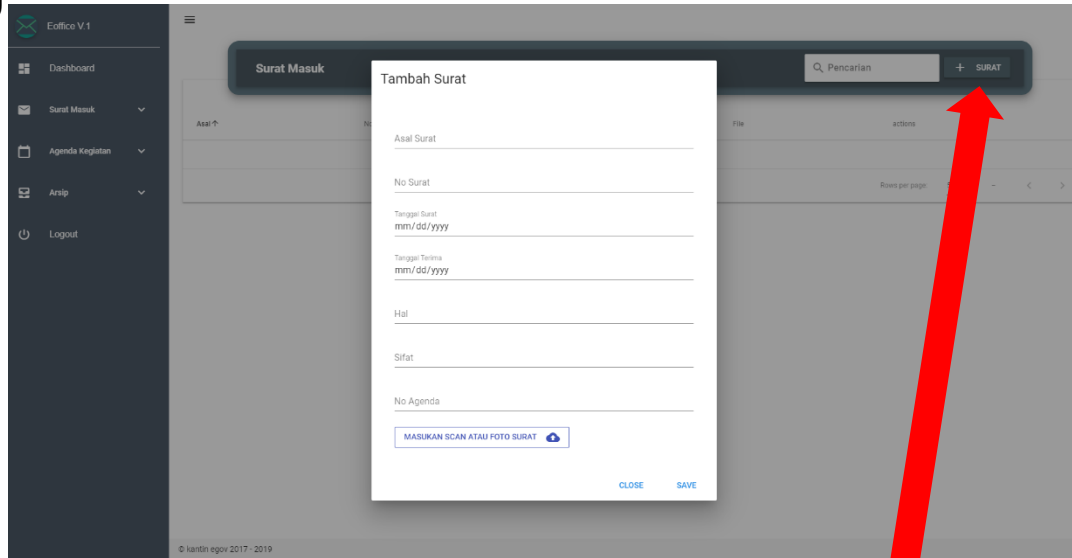 Eoffice V.1
Dashboard
Surat Masuk
Agenda Kegiatan
Arsip
Logout
Surat Masuk
Pencarian
+ SURAT
Asal
File
actions
Rows per page:
Tambah Surat
Asal Surat
No Surat
Tanggal Surat
mm/dd/yyyy
Tanggal Terima
mm/dd/yyyy
Hal
Sifat
No Agenda
MASUKAN SCAN ATAU FOTO SURAT
CLOSE SAVE
© kantin egov 2017 - 2019